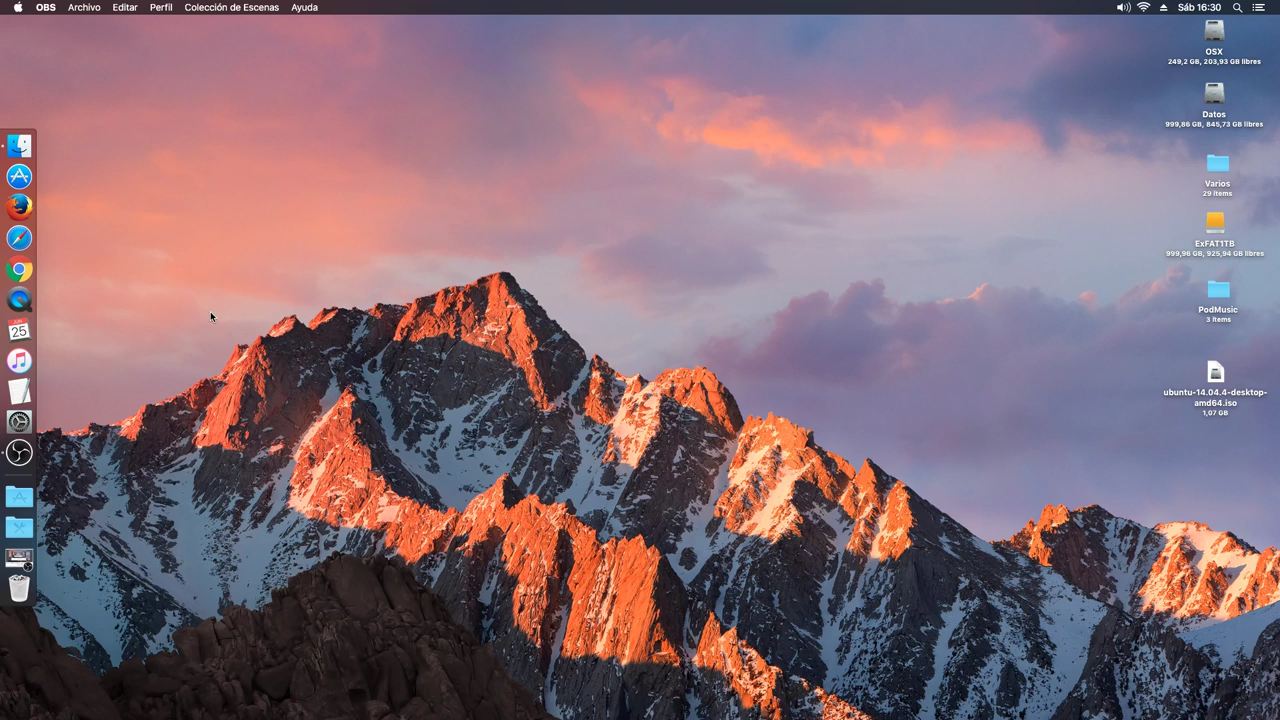 OBS Archivo Editar Perfil Colección de Escenas Ayuda Sáb 16:30
OSX
249,2 GB, 203,93 GB libres
Datos
999,86 GB, 845,73 GB libres
Varios
29 ítems
ExFAT1TB
999,96 GB, 925,94 GB libres
PodMusic
3 ítems
ubuntu-14.04.4-desktop-
amd64.iso
1,07 GB
25